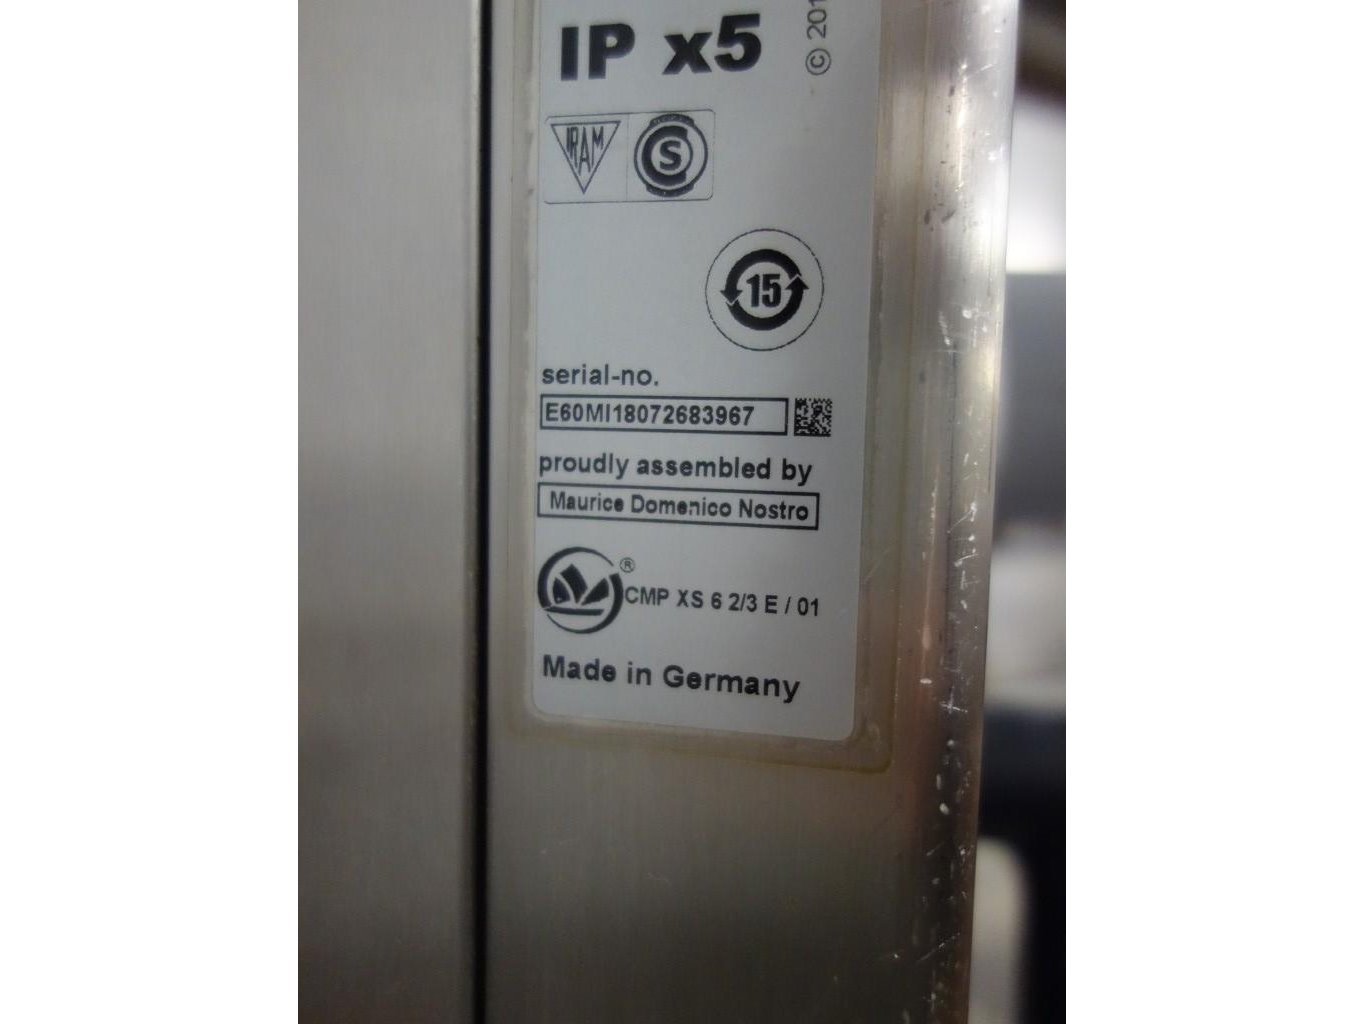 IP x5
© 201
IRAM
S
15
serial-no.
E60MI18072683967
proudly assembled by
Maurice Domenico Nostro
® CMP XS 6 2/3 E / 01
Made in Germany